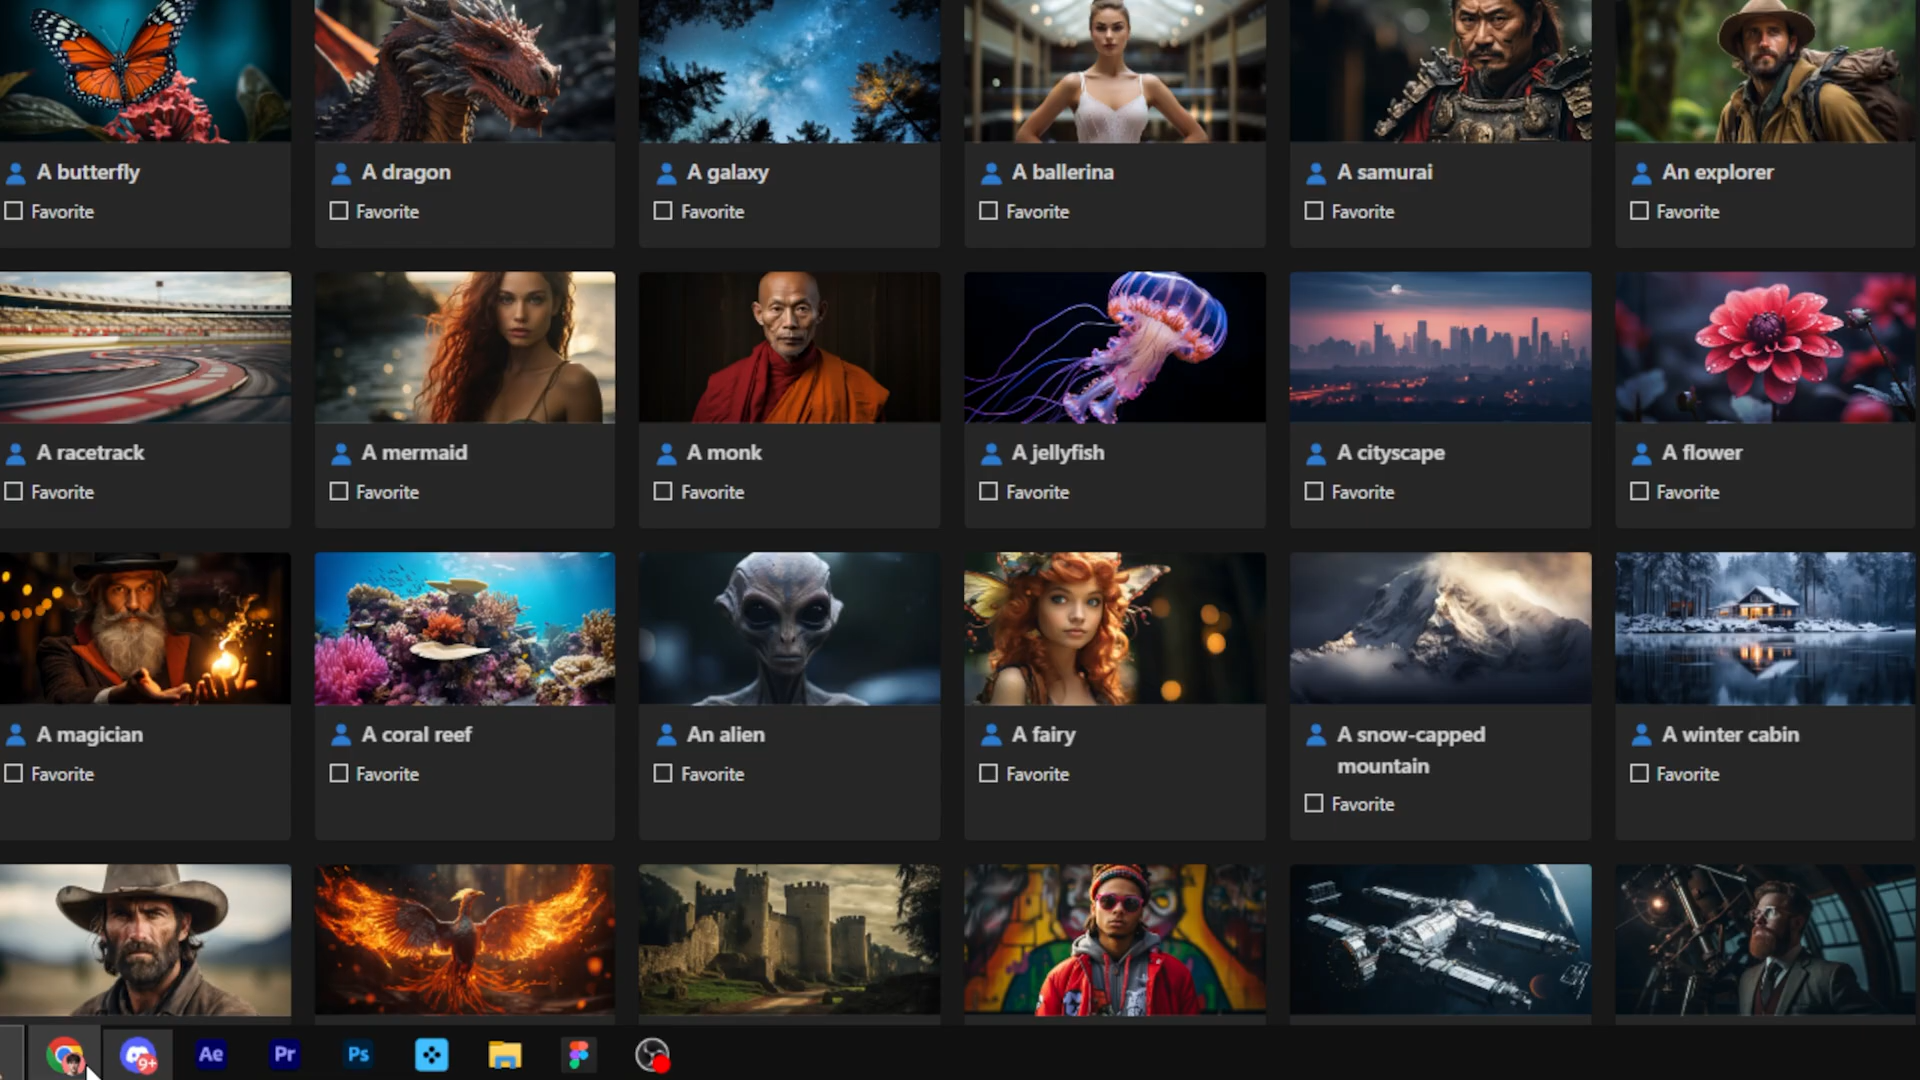 A butterfly
Favorite
A dragon
Favorite
A galaxy
Favorite
A ballerina
Favorite
A samurai
Favorite
An explorer
Favorite
A racetrack
Favorite
A mermaid
Favorite
A monk
Favorite
A jellyfish
Favorite
A cityscape
Favorite
A flower
Favorite
A magician
Favorite
A coral reef
Favorite
An alien
Favorite
A fairy
Favorite
A snow-capped
mountain
Favorite
A winter cabin
Favorite
9+
Ae
Pr
Ps